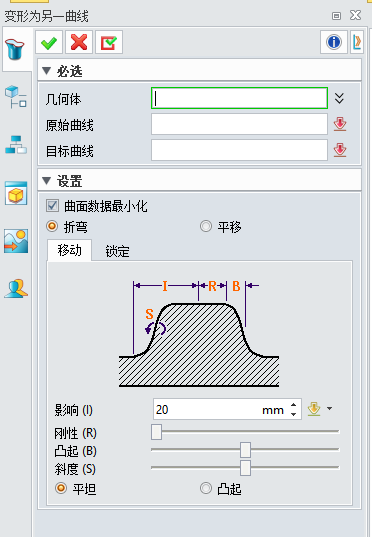 变形为另一曲线
必选
几何体
原始曲线
目标曲线
设置
曲面数据最小化
折弯 平移
移动 锁定
I R B
S
影响 (I) 20 mm
刚性 (R)
凸起 (B)
斜度 (S)
平坦 凸起